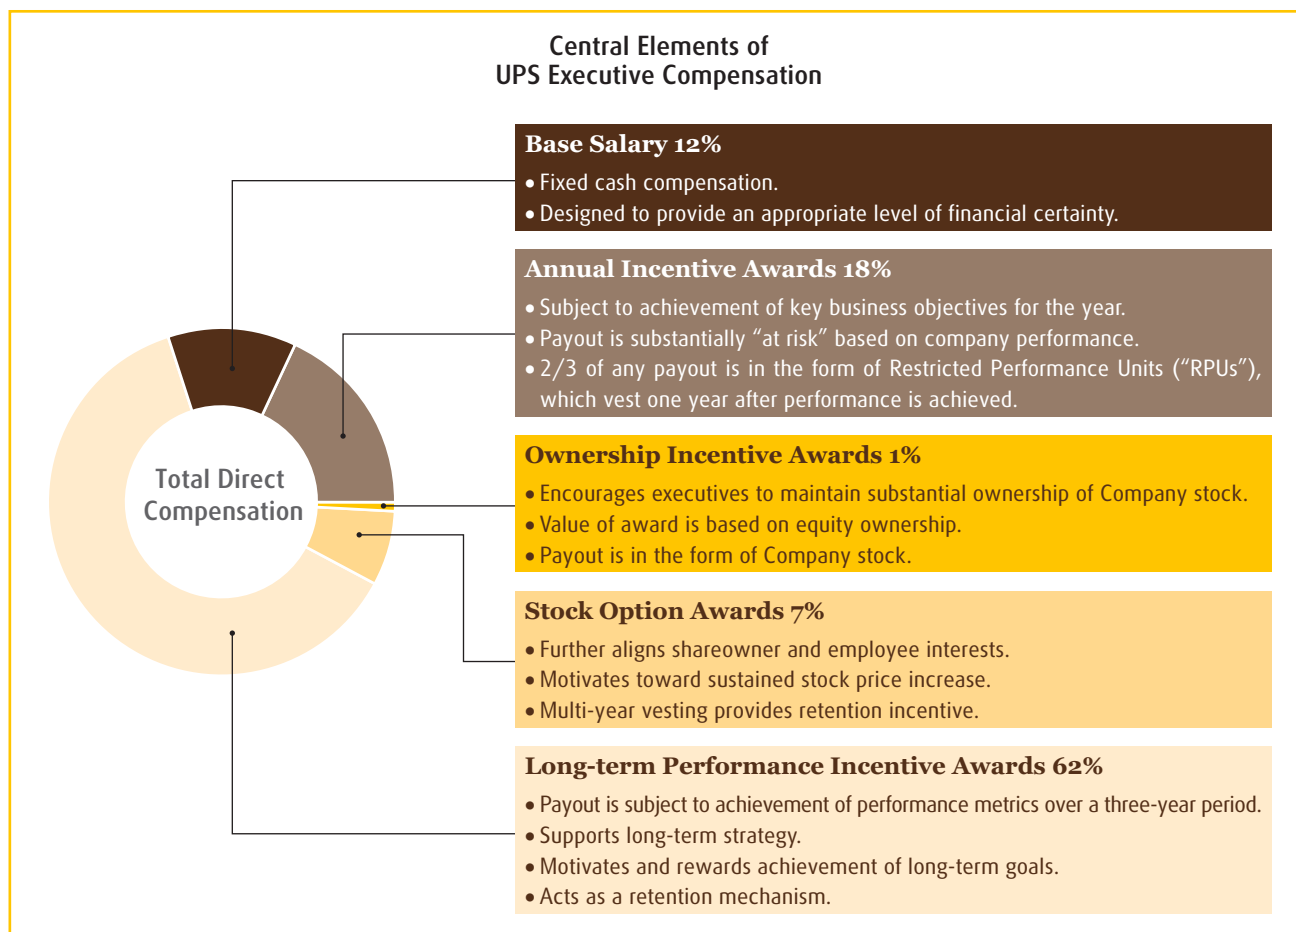 Central Elements of
UPS Executive Compensation
Base Salary 12%
• Fixed cash compensation.
• Designed to provide an appropriate level of financial certainty.
Annual Incentive Awards 18%
• Subject to achievement of key business objectives for the year.
• Payout is substantially “at risk” based on company performance.
• 2/3 of any payout is in the form of Restricted Performance Units (“RPUs”),
which vest one year after performance is achieved.
Ownership Incentive Awards 1%
• Encourages executives to maintain substantial ownership of Company stock.
• Value of award is based on equity ownership.
• Payout is in the form of Company stock.
Total Direct
Compensation
Stock Option Awards 7%
• Further aligns shareowner and employee interests.
• Motivates toward sustained stock price increase.
• Multi-year vesting provides retention incentive.
Long-term Performance Incentive Awards 62%
• Payout is subject to achievement of performance metrics over a three-year period.
• Supports long-term strategy.
• Motivates and rewards achievement of long-term goals.
• Acts as a retention mechanism.